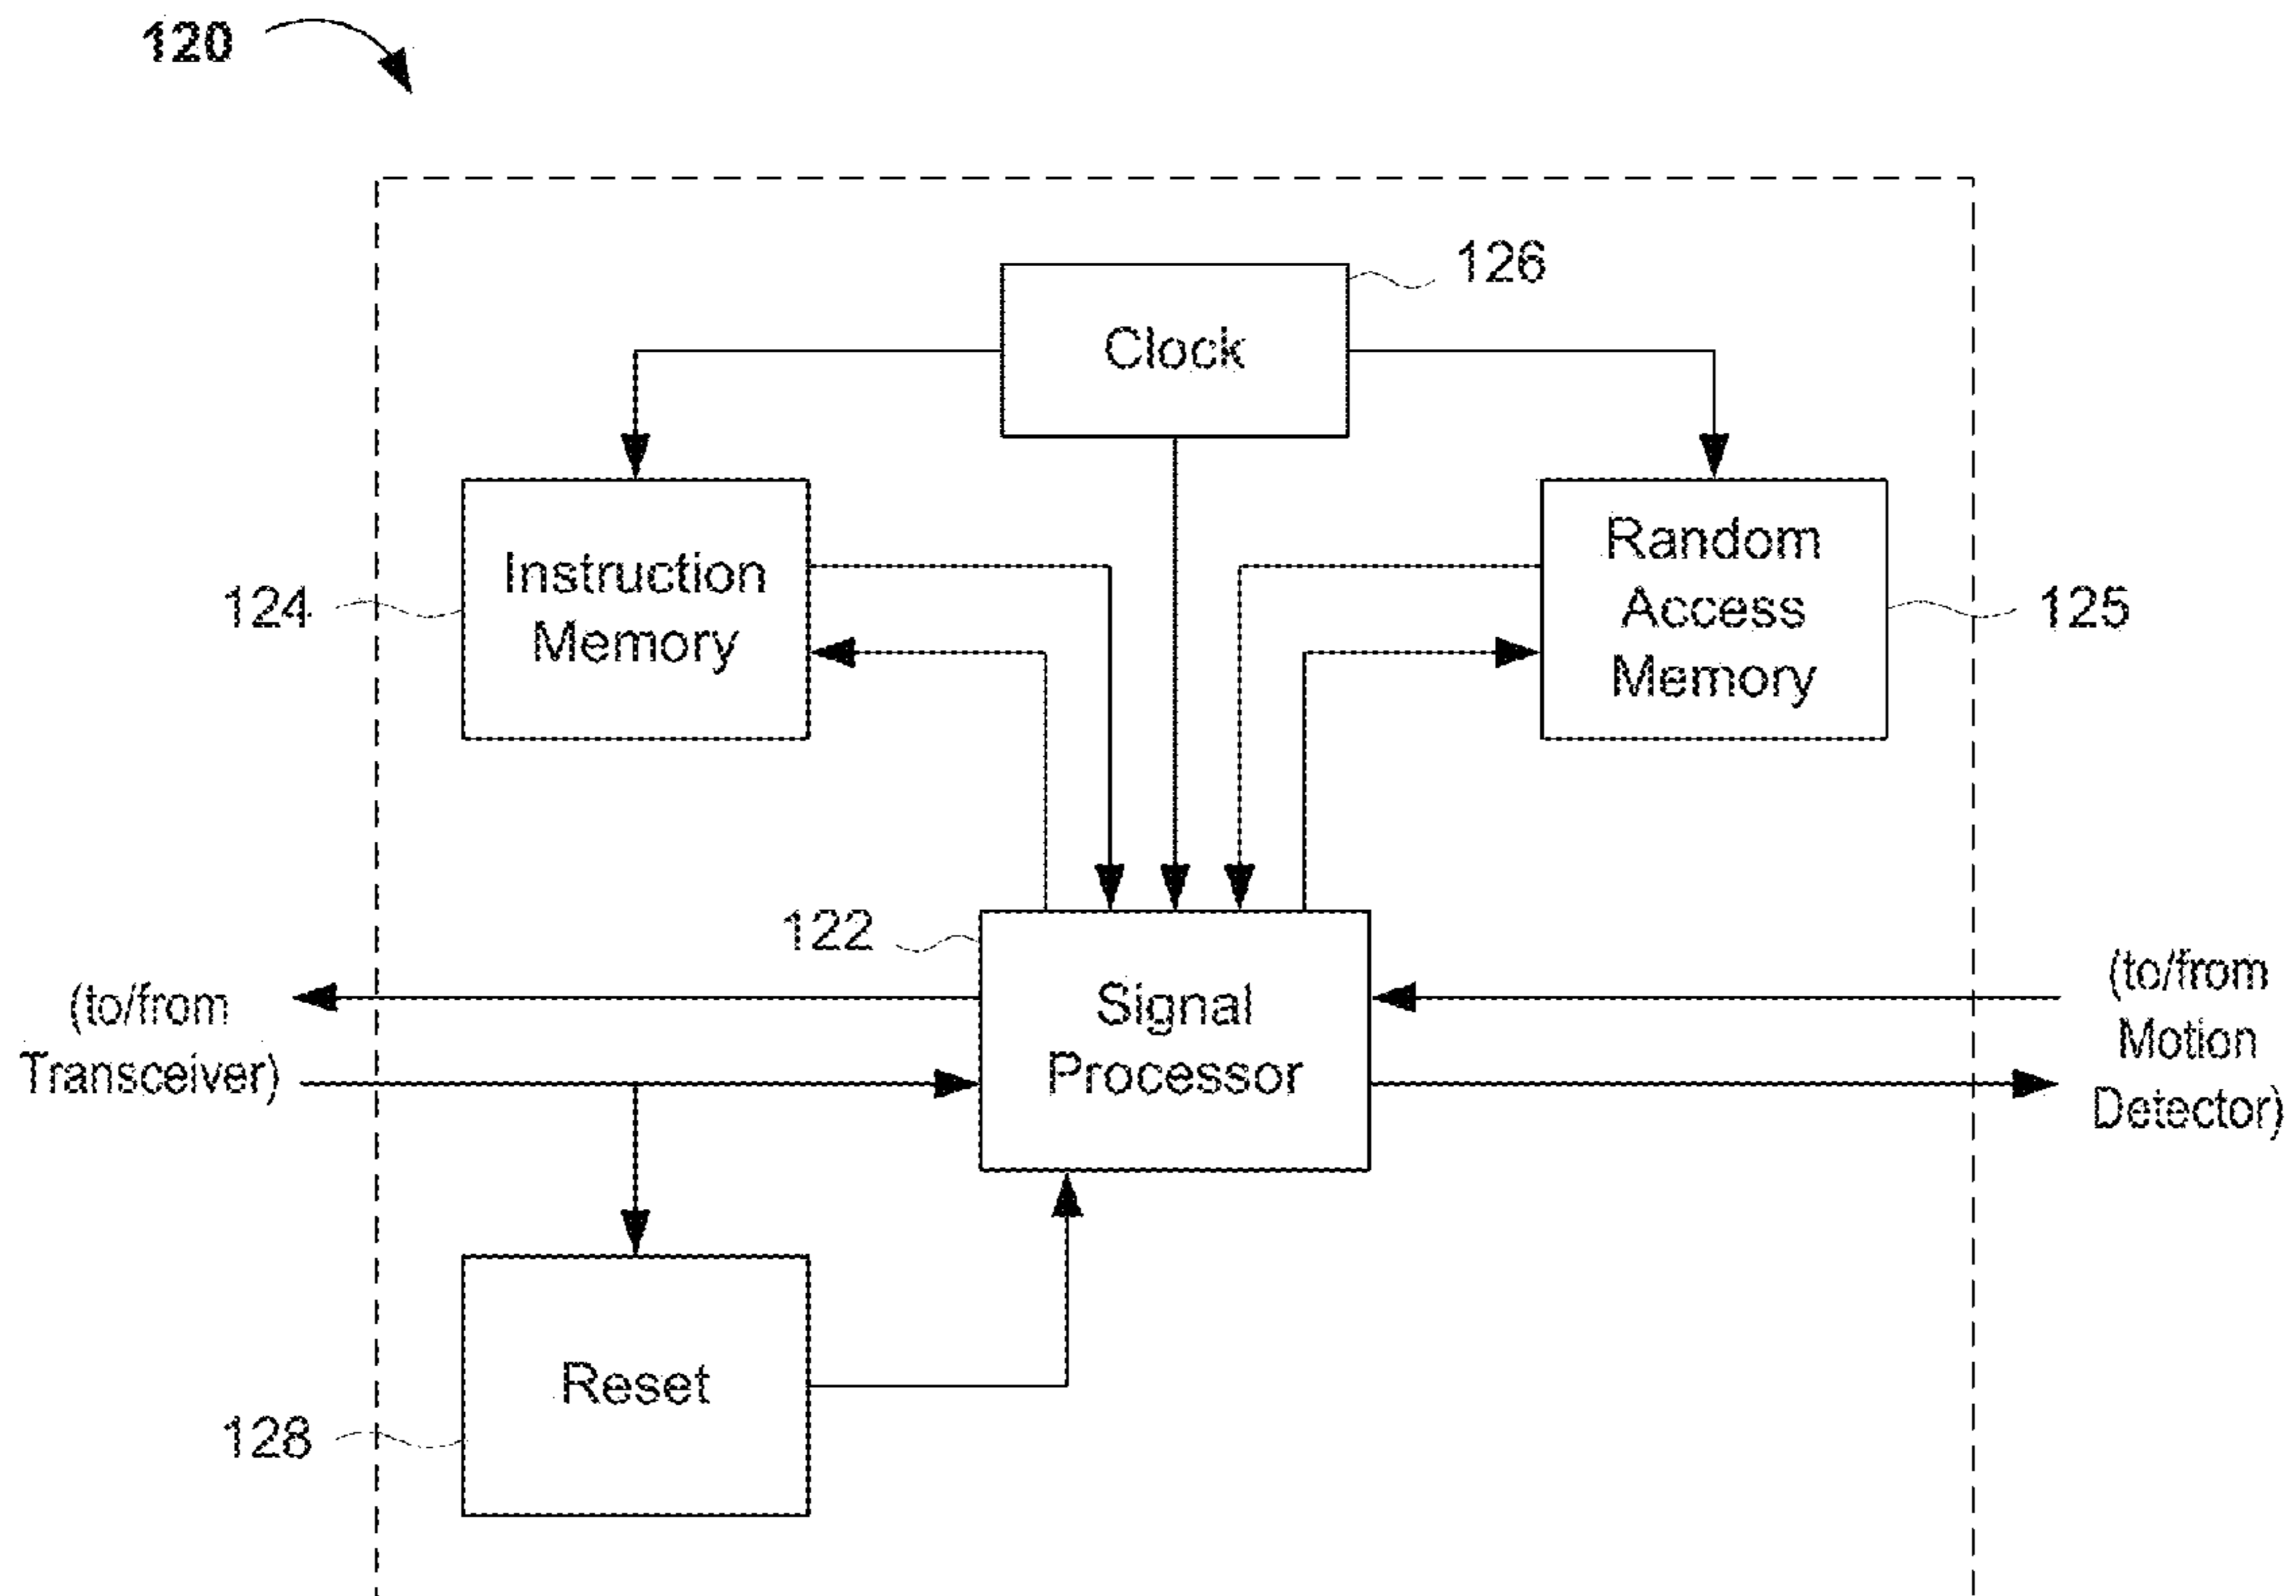 120
126
Clock
Instruction
Memory
124
Random
Access
Memory
125
122
Signal
Processor
(to/from
Transceiver)
(to/from
Motion
Detector)
Reset
128